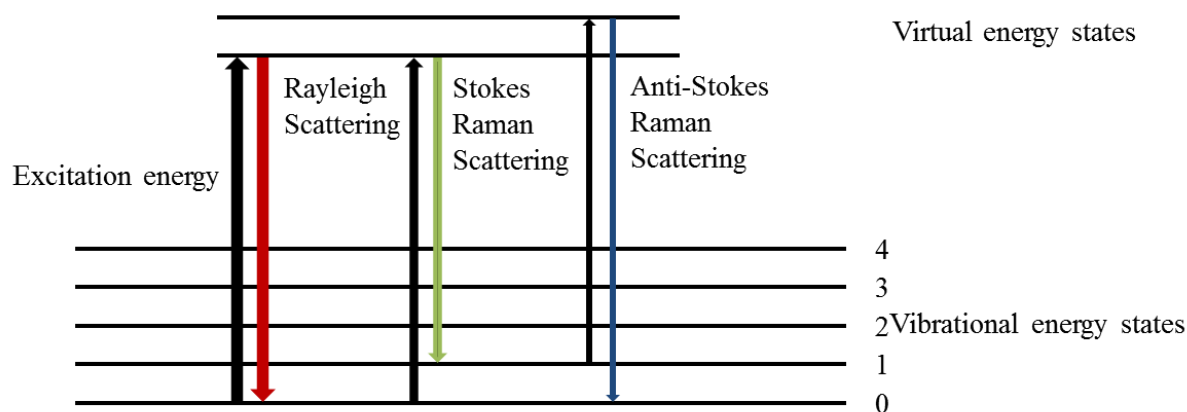 Virtual energy states
Rayleigh
Scattering
Stokes
Raman
Scattering
Anti-Stokes
Raman
Scattering
Excitation energy
4
3
2
Vibrational energy states
1
0